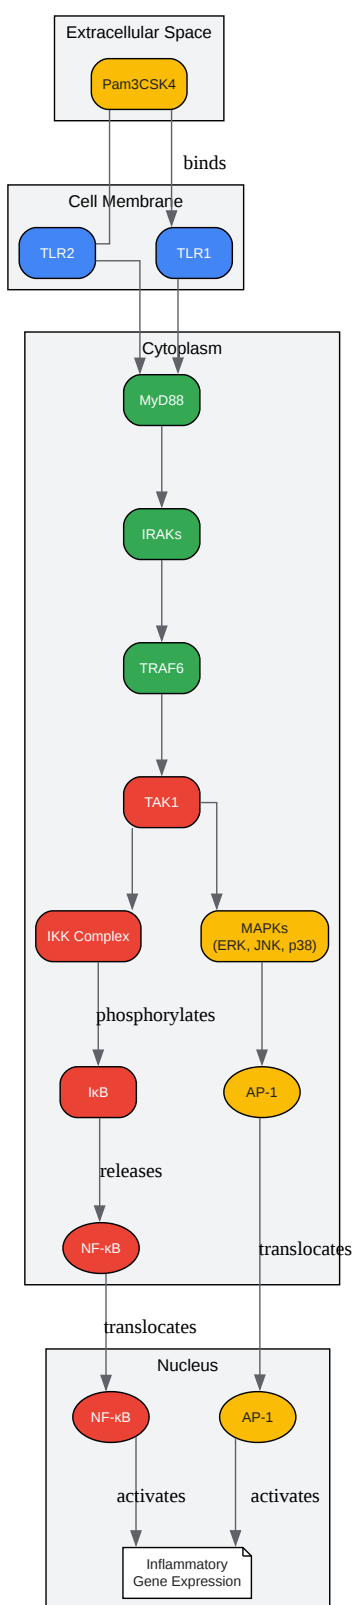 Extracellular Space
Pam3CSK4
binds
Cell Membrane
TLR2
TLR1
Cytoplasm
MyD88
IRAKs
TRAF6
TAK1
IKK Complex
MAPKs
(ERK, JNK, p38)
phosphorylates
IκB
AP-1
releases
NF-κB
translocates
translocates
Nucleus
NF-κB
AP-1
activates
activates
Inflammatory
Gene Expression